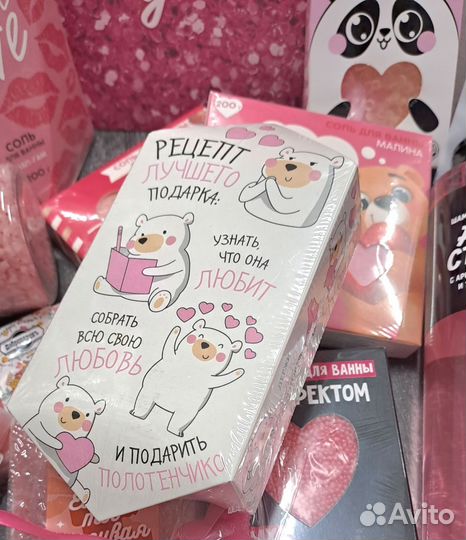 СОЛЬ
ДЛЯ ВАННЫ
100 г
200 г
СОЛЬ ДЛЯ ВАННЫ
МАЛИНА
РЕЦЕПТ
ЛУЧШЕГО
ПОДАРКА:
УЗНАТЬ,
ЧТО ОНА
ЛЮБИТ
СОБРАТЬ
ВСЮ СВОЮ
ЛЮБОВЬ
И ПОДАРИТЬ
ПОЛОТЕНЧИКО
ДЛЯ ВАННЫ
ФЕКТОМ
Avito